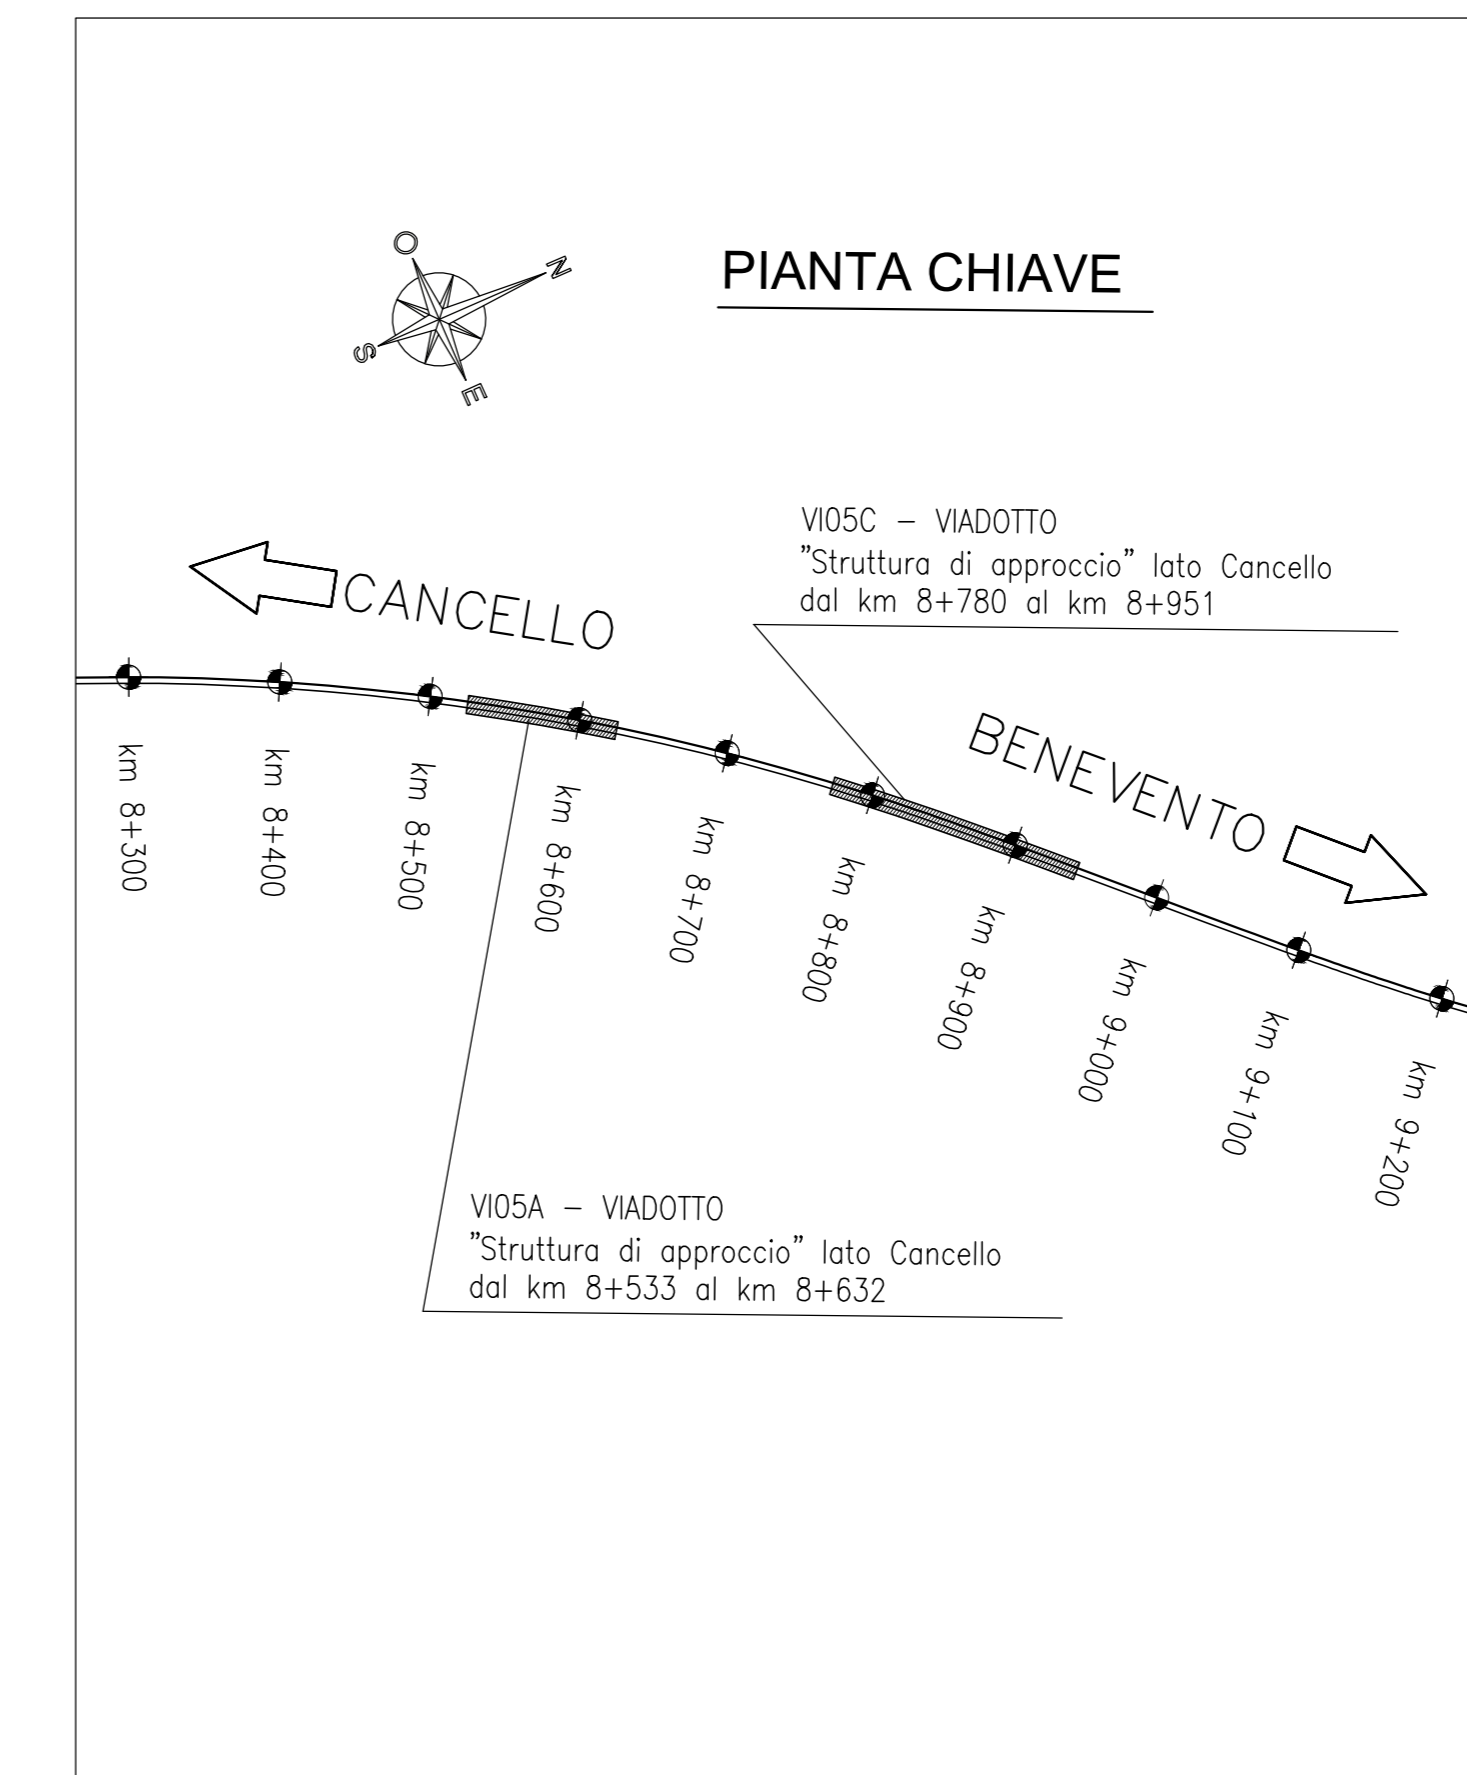 PIANTA CHIAVE
O
N
S
E
VI05C – VIADOTTO
"Struttura di approccio" lato Cancello
dal km 8+780 al km 8+951
CANCELLO
BENEVENTO
km 8+300
km 8+400
km 8+500
km 8+600
km 8+700
km 8+800
km 8+900
km 9+000
km 9+100
km 9+200
VI05A – VIADOTTO
"Struttura di approccio" lato Cancello
dal km 8+533 al km 8+632